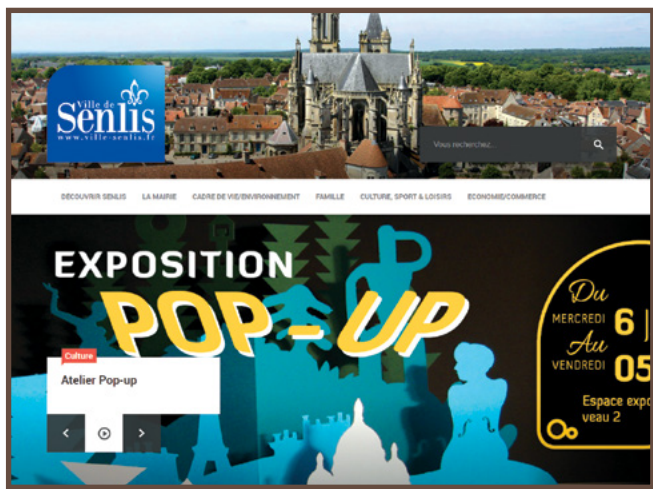 Ville de
Senlis
www.ville-senlis.fr
Vous recherchez...
DÉCOUVRIR SENLIS LA MAIRIE CADRE DE VIE/ENVIRONNEMENT FAMILLE CULTURE, SPORT & LOISIRS ECONOMIE/COMMERCE
EXPOSITION
POP-UP
Culture
Atelier Pop-up
Du
MERCREDI 6 J
Au
VENDREDI 05
Espace expo
veau 2